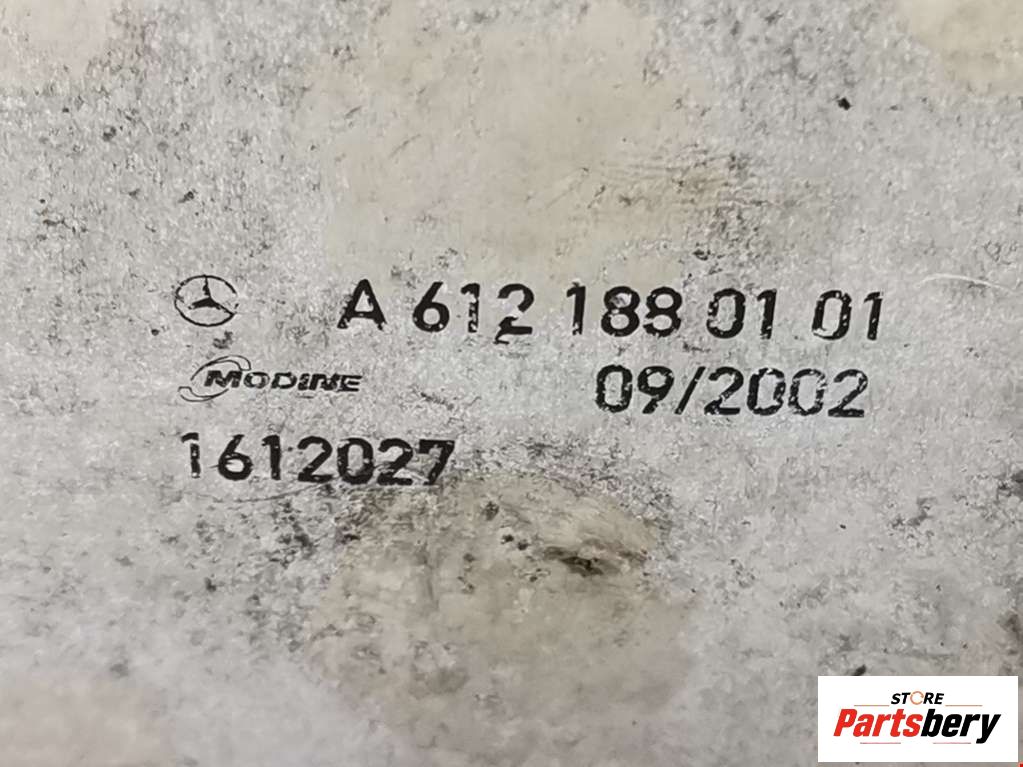 A 612 188 01 01
MODINE 09/2002
1612027
STORE
Partsbery